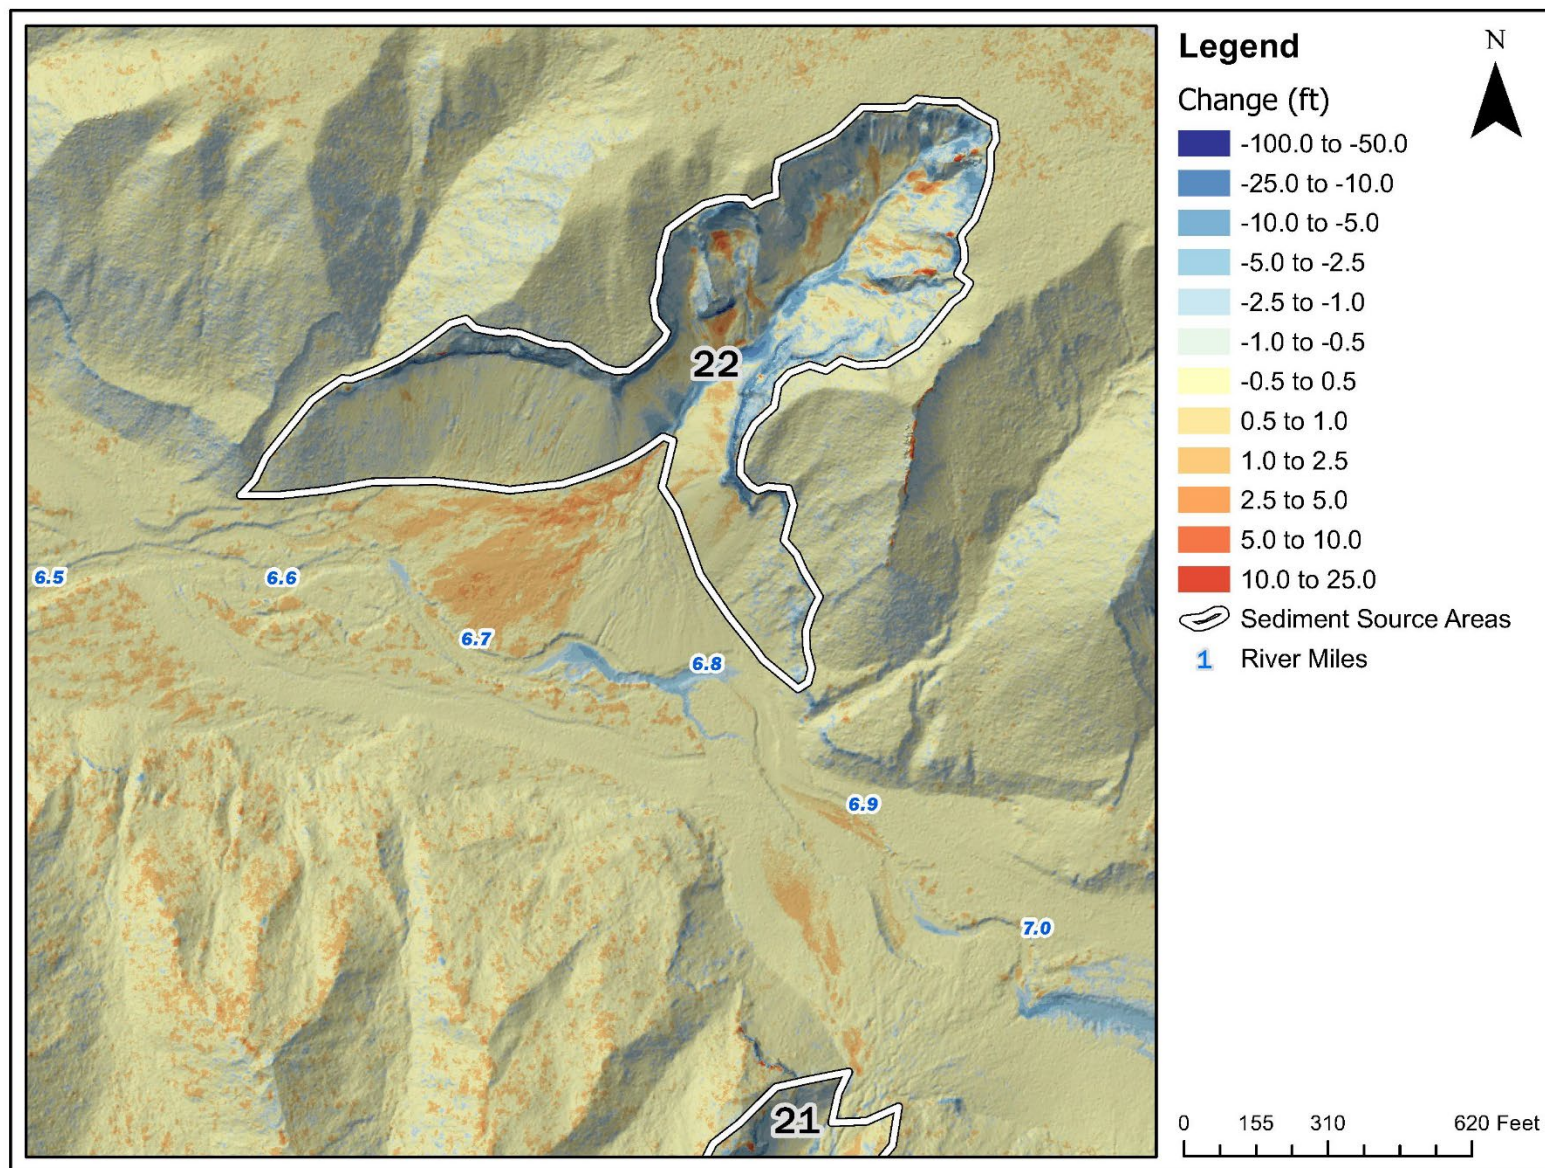 Legend
N
Change (ft)
-100.0 to -50.0
-25.0 to -10.0
-10.0 to -5.0
-5.0 to -2.5
-2.5 to -1.0
-1.0 to -0.5
-0.5 to 0.5
0.5 to 1.0
1.0 to 2.5
2.5 to 5.0
5.0 to 10.0
10.0 to 25.0
Sediment Source Areas
1 River Miles
22
6.5
6.6
6.7
6.8
6.9
7.0
21
0 155 310 620 Feet